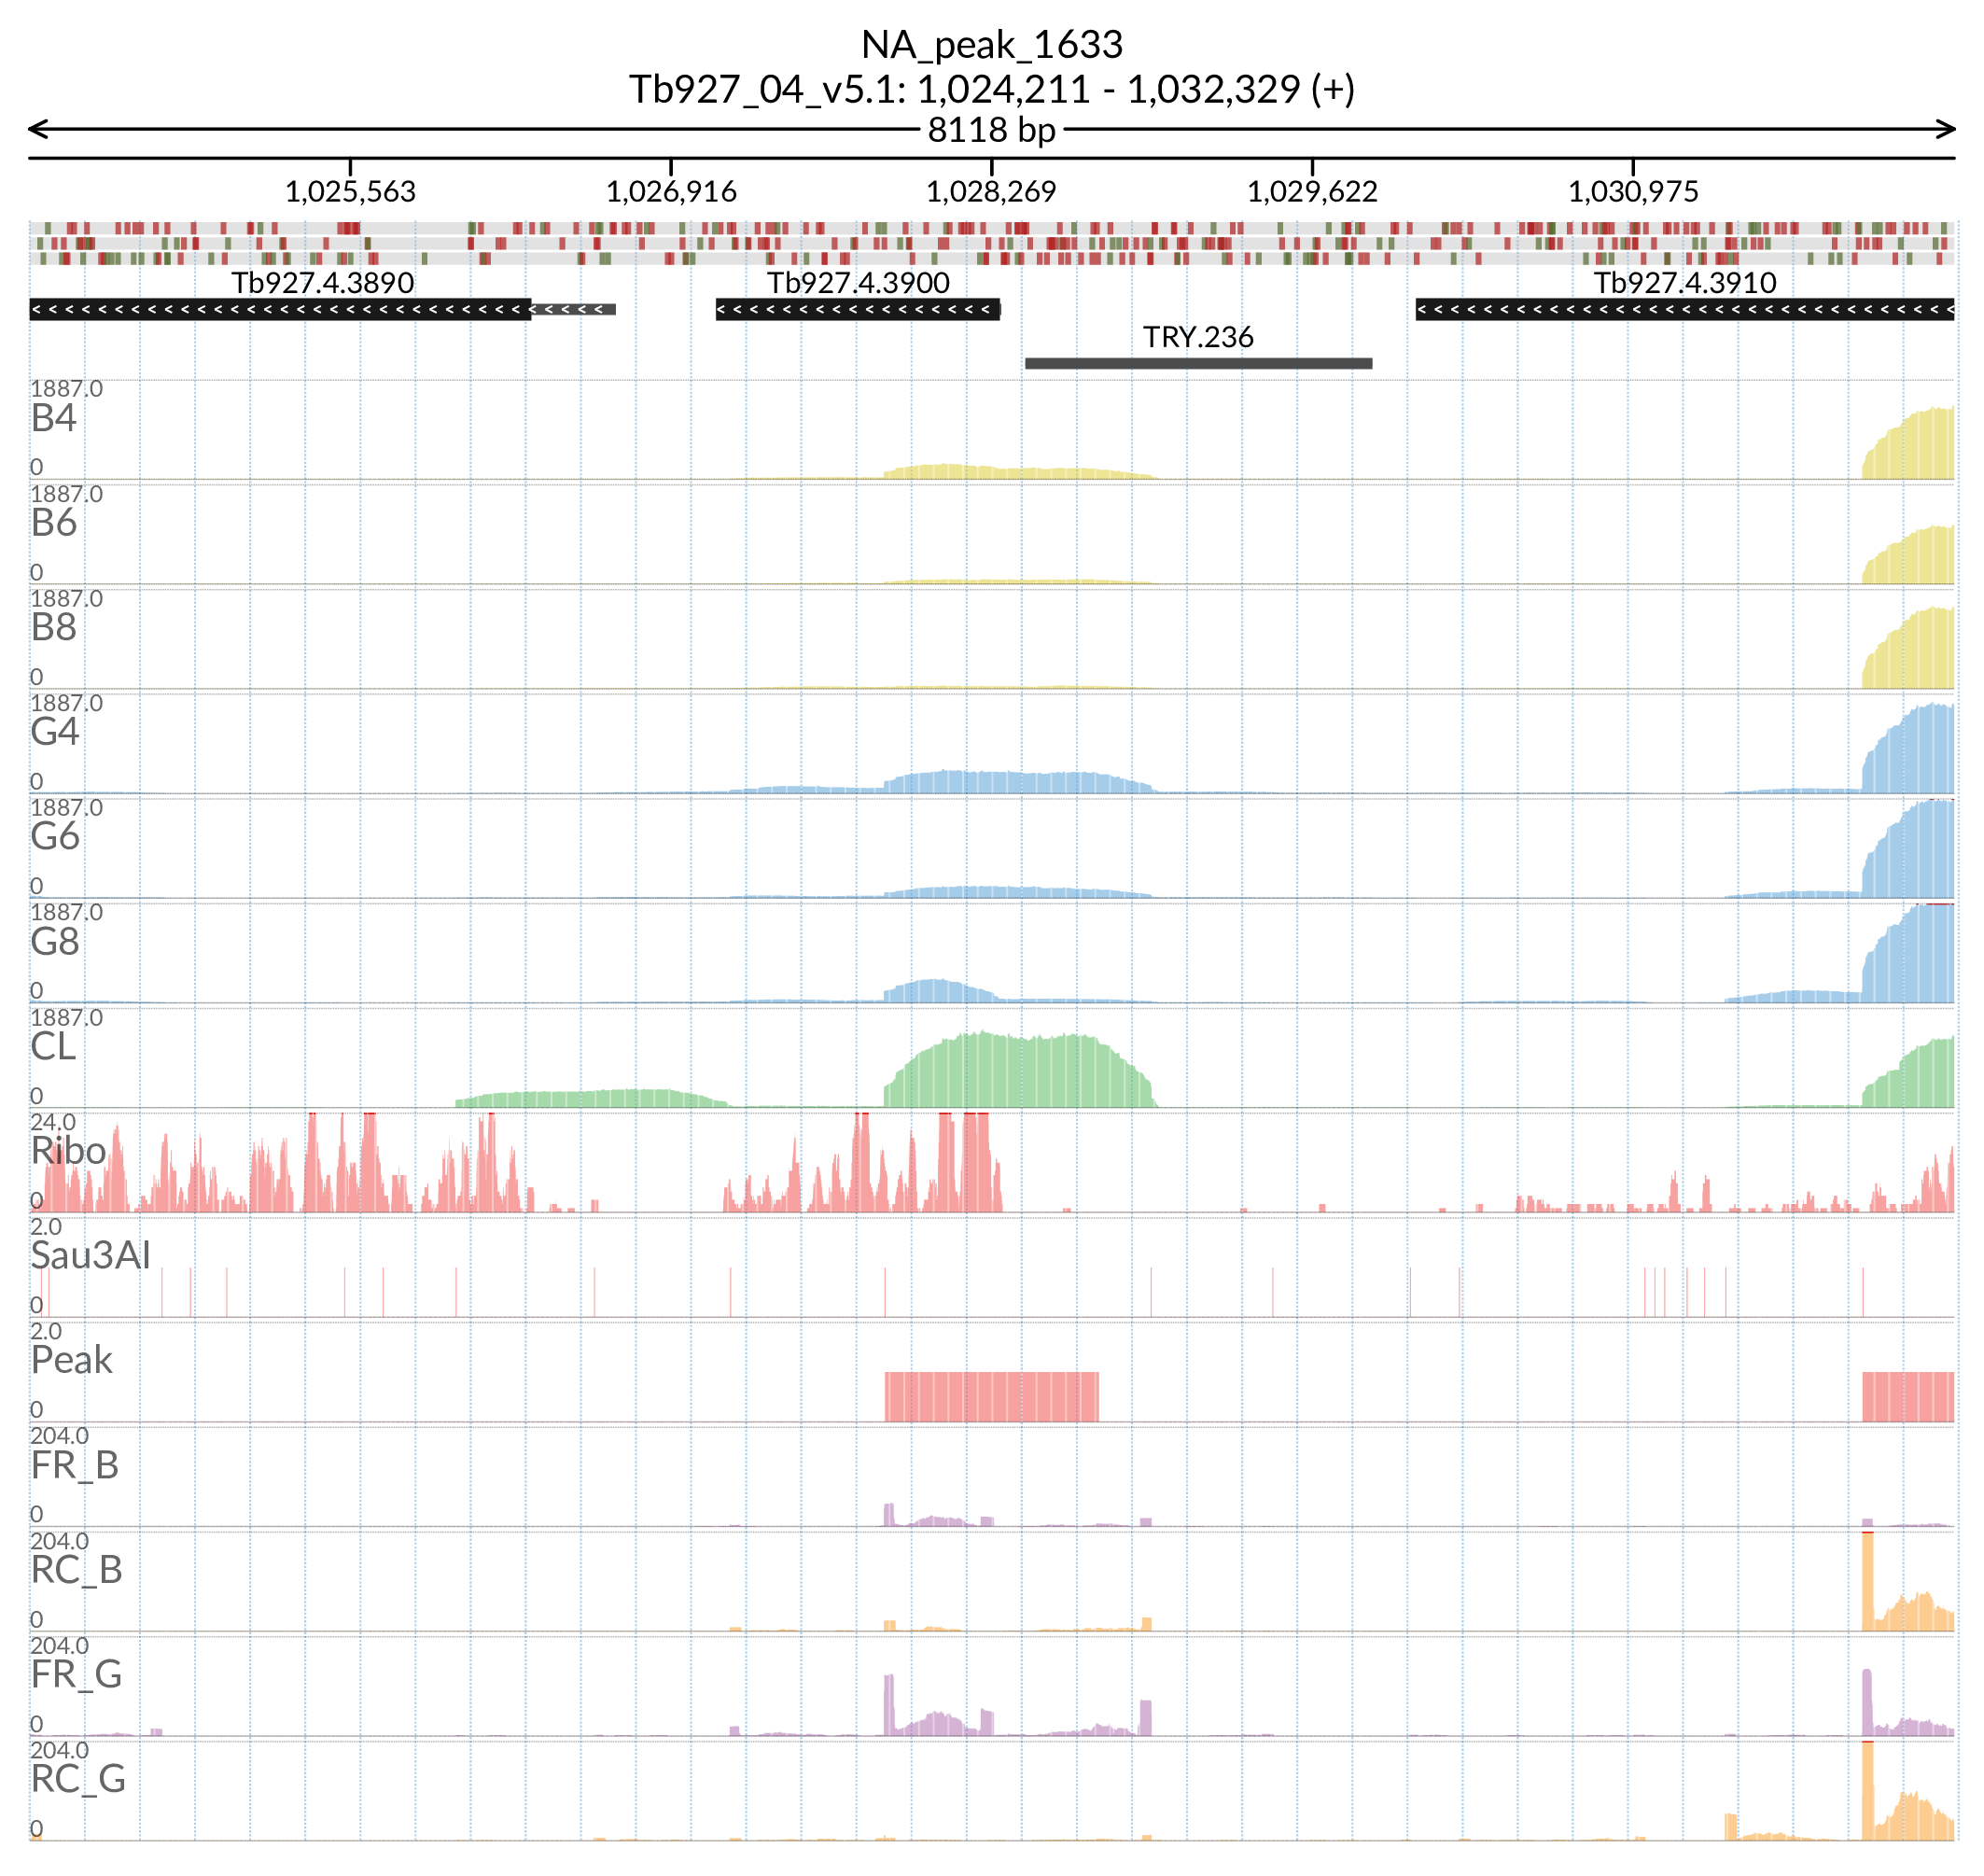 NA_peak_1633
Tb927_04_v5.1: 1,024,211 - 1,032,329 (+)
8118 bp
1,025,563 1,026,916 1,028,269 1,029,622 1,030,975
Tb927.4.3890 Tb927.4.3900 Tb927.4.3910
TRY.236
1887.0
B4
0
1887.0
B6
0
1887.0
B8
0
1887.0
G4
0
1887.0
G6
0
1887.0
G8
0
1887.0
CL
0
24.0
Ribo
0
2.0
Sau3AI
0
2.0
Peak
0
204.0
FR_B
0
204.0
RC_B
0
204.0
FR_G
0
204.0
RC_G
0